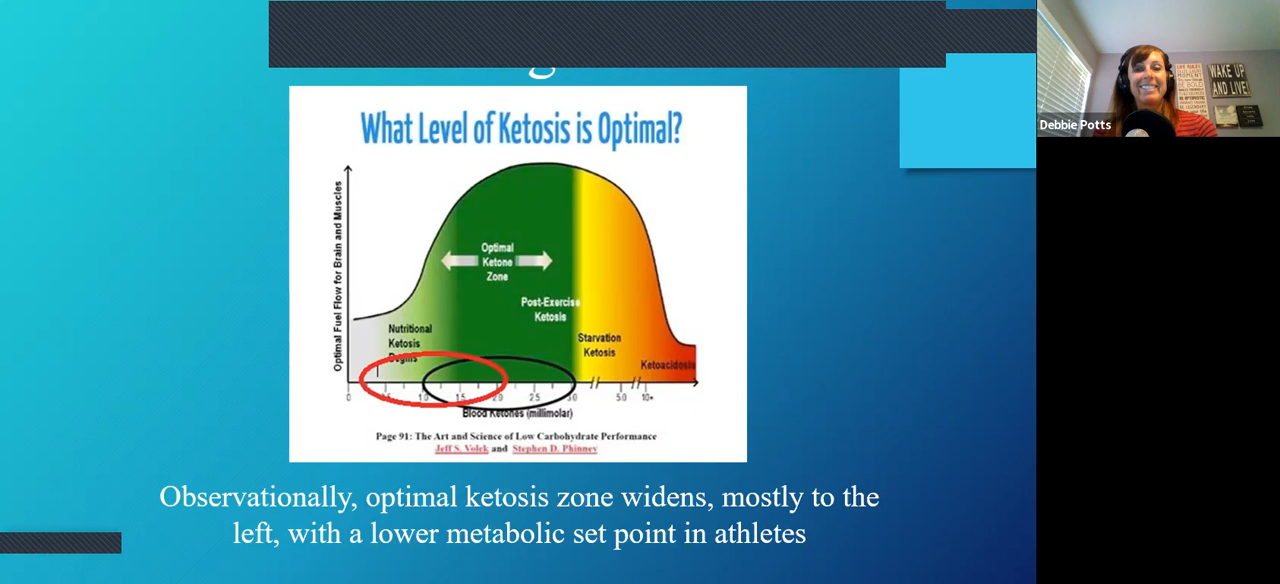 What Level of Ketosis is Optimal?
Optimal Fuel Flow for Brain and Muscles
Optimal
Ketone
Zone
Post-Exercise
Ketosis
Nutritional
Ketosis
Begins
Starvation
Ketosis
Ketoacidosis
0 .5 1.0 1.5 2.0 2.5 3.0 5.0 10+
Blood Ketones (millimolar)
Page 91: The Art and Science of Low Carbohydrate Performance
Jeff S. Volek and Stephen D. Phinney
Observationally, optimal ketosis zone widens, mostly to the
left, with a lower metabolic set point in athletes
Debbie Potts
WAKE UP
AND LIVE!